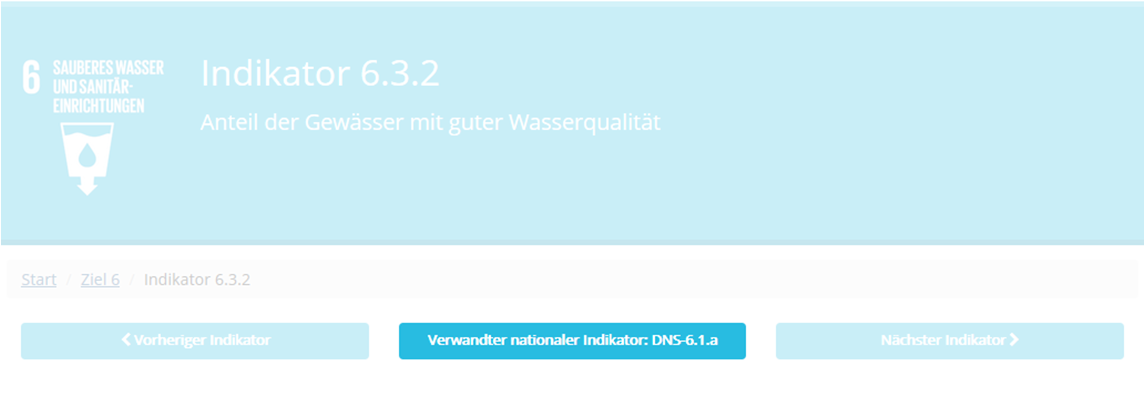 6 SAUBERES WASSER
UND SANITÄR-
EINRICHTUNGEN
Indikator 6.3.2
Anteil der Gewässer mit guter Wasserqualität
Start / Ziel 6 / Indikator 6.3.2
Vorheriger Indikator
Verwandter nationaler Indikator: DNS-6.1.a
Nächster Indikator